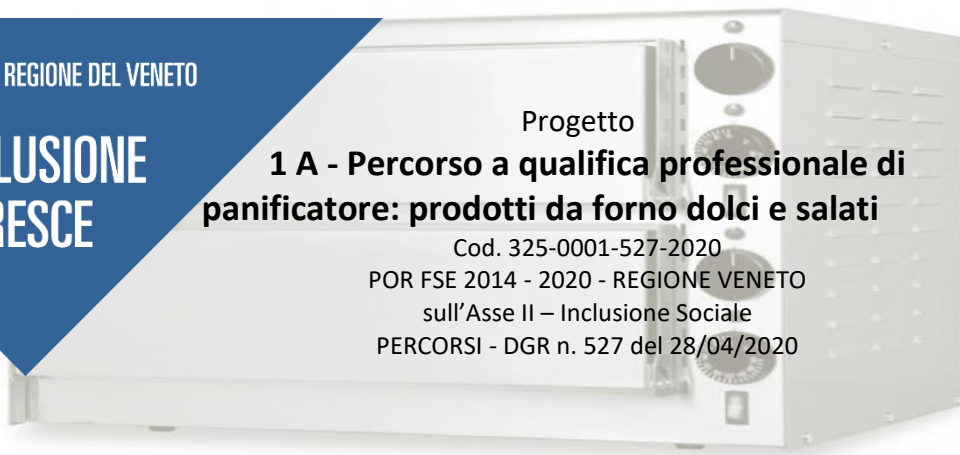 REGIONE DEL VENETO
LUSIONE
RESCE
Progetto
1 A - Percorso a qualifica professionale di
panificatore: prodotti da forno dolci e salati
Cod. 325-0001-527-2020
POR FSE 2014 - 2020 - REGIONE VENETO
sull'Asse II – Inclusione Sociale
PERCORSI - DGR n. 527 del 28/04/2020